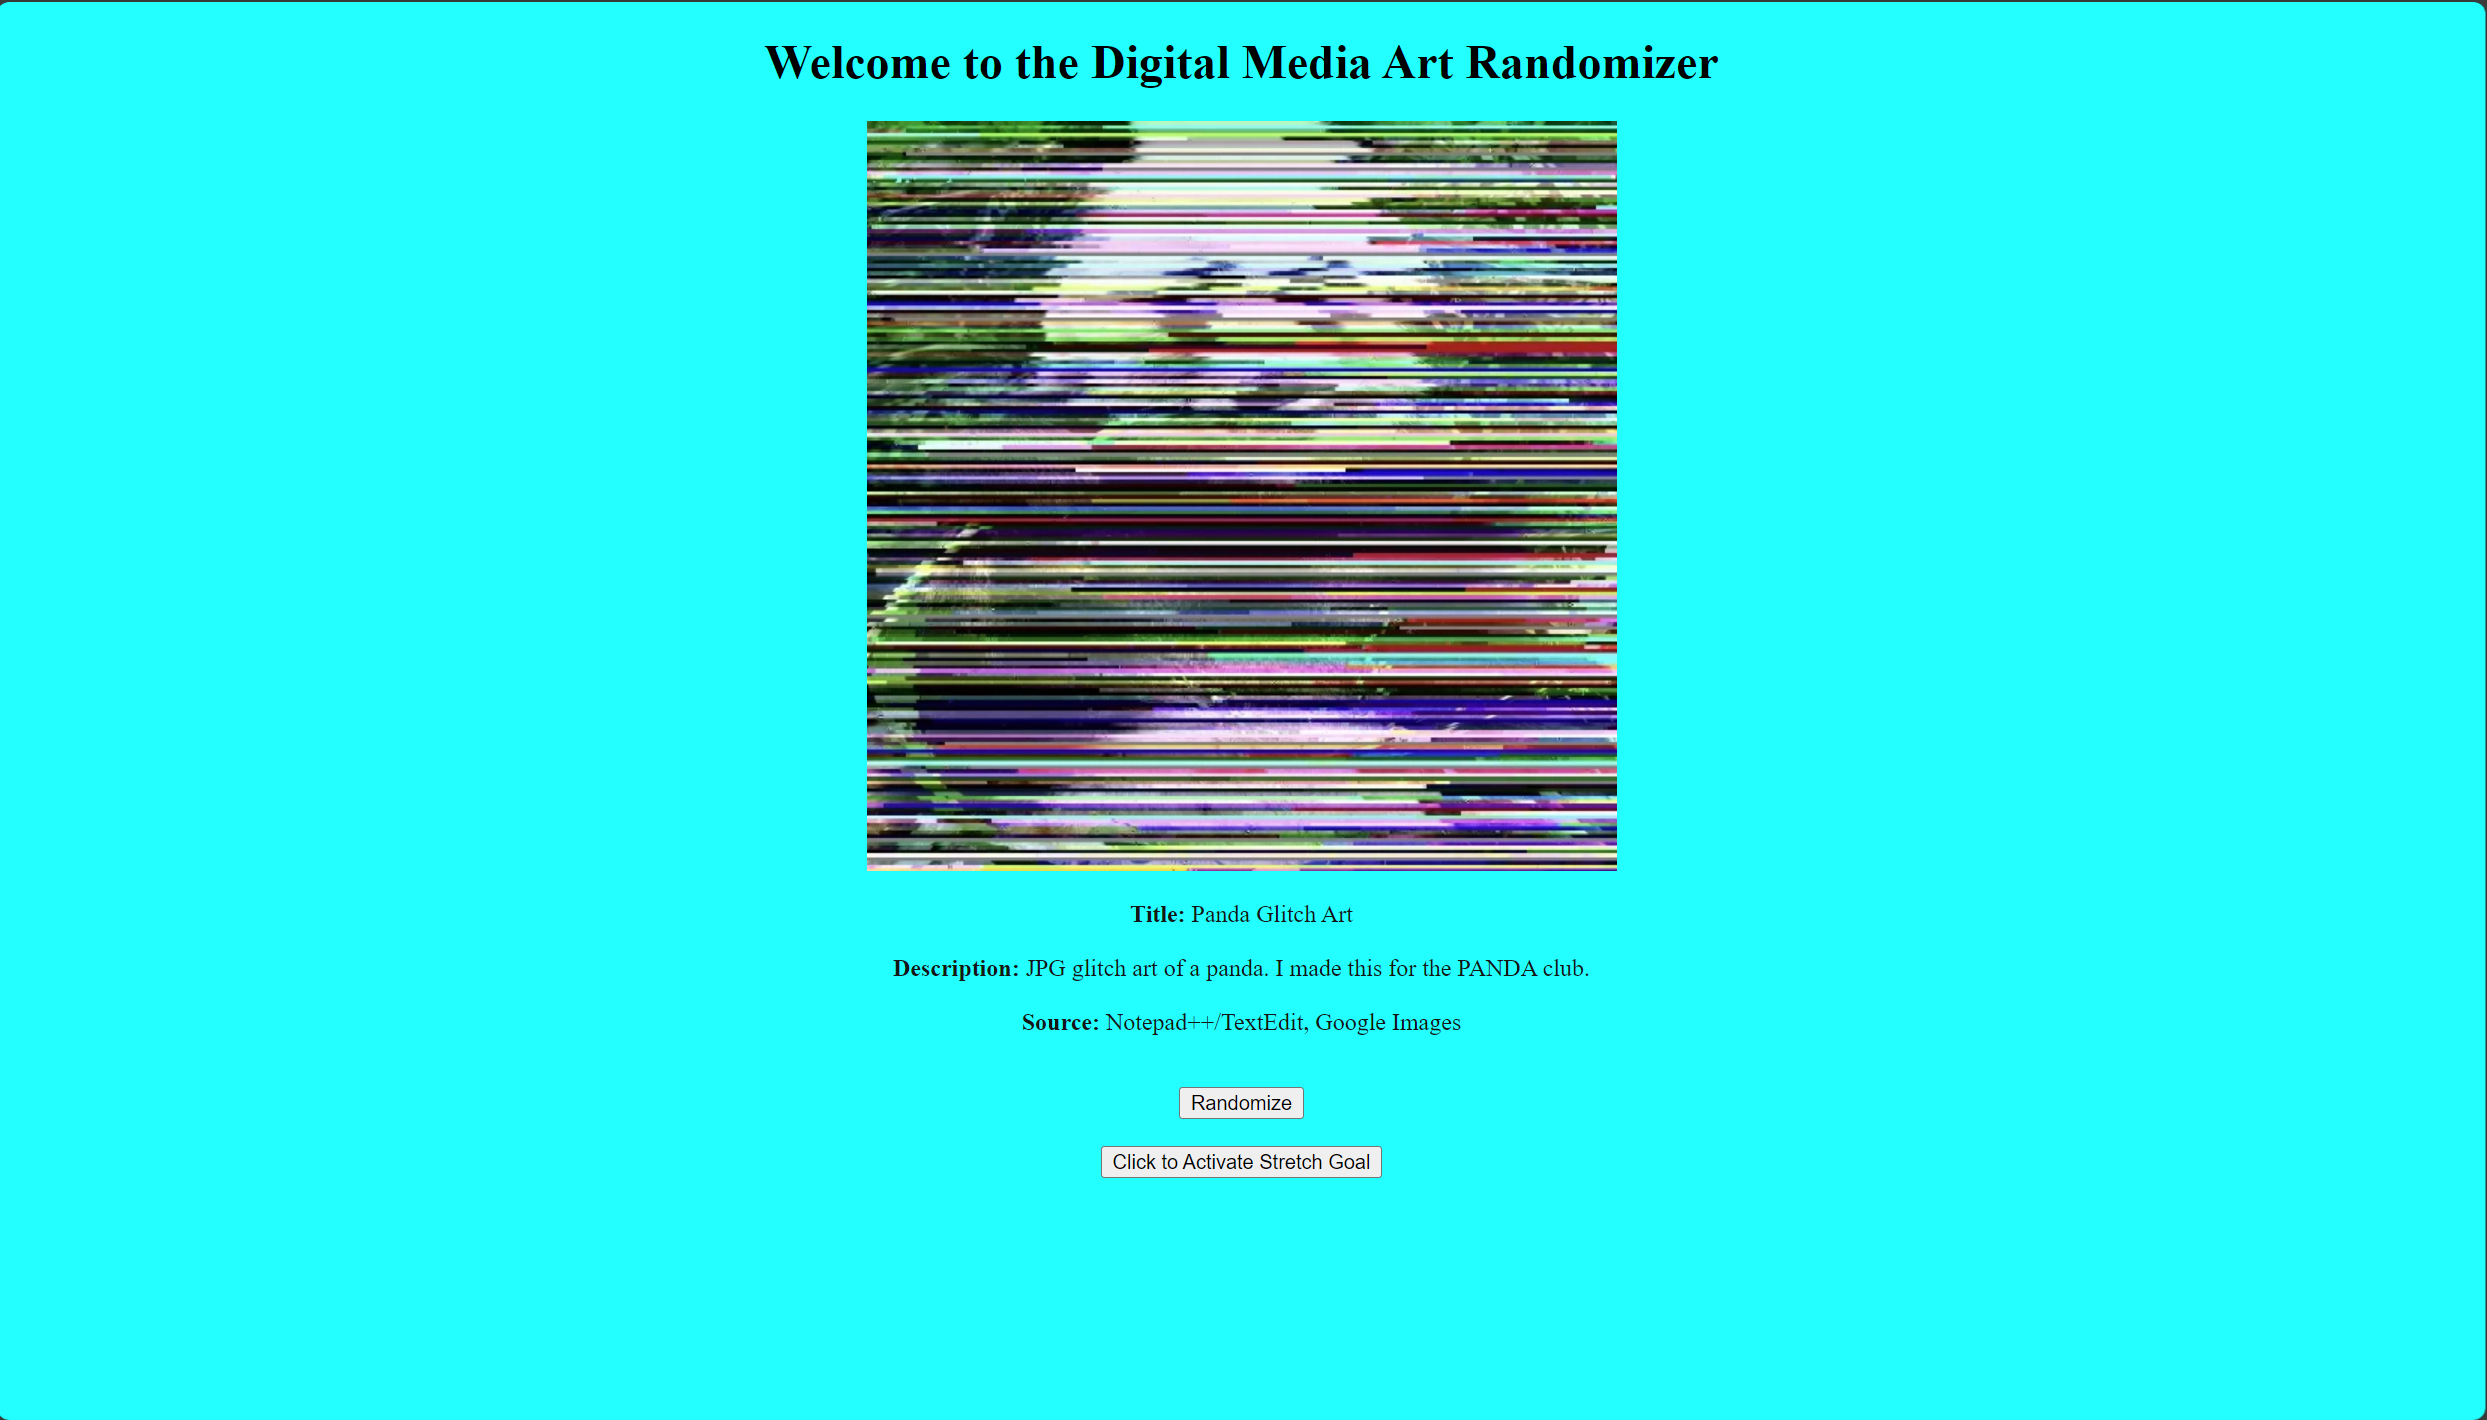 Welcome to the Digital Media Art Randomizer
Title: Panda Glitch Art
Description: JPG glitch art of a panda. I made this for the PANDA club.
Source: Notepad++/TextEdit, Google Images
Randomize
Click to Activate Stretch Goal